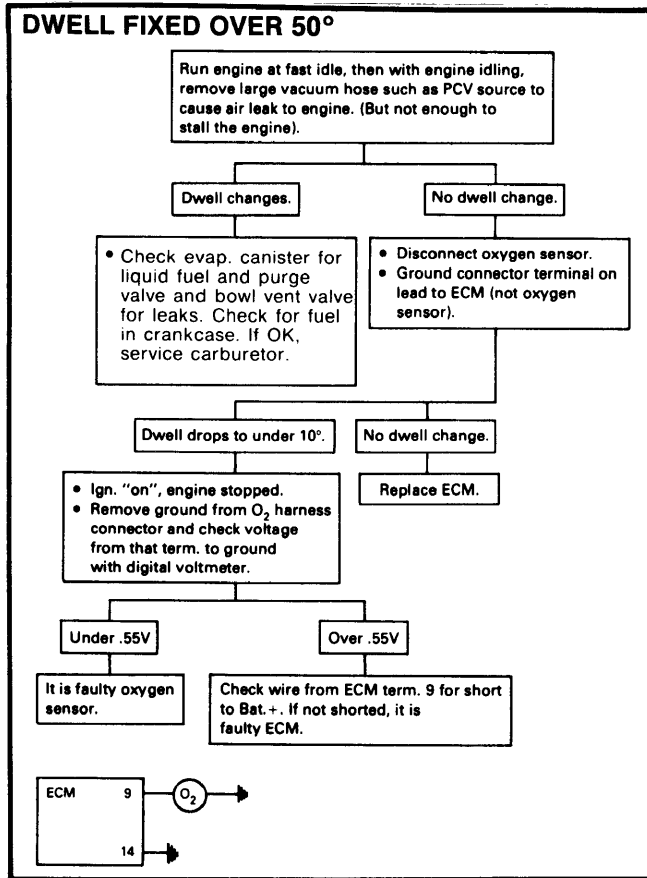 DWELL FIXED OVER 50°
Run engine at fast idle, then with engine idling,
remove large vacuum hose such as PCV source to
cause air leak to engine. (But not enough to
stall the engine).
Dwell changes.
No dwell change.
• Check evap. canister for
liquid fuel and purge
valve and bowl vent valve
for leaks. Check for fuel
in crankcase. If OK,
service carburetor.
• Disconnect oxygen sensor.
• Ground connector terminal on
lead to ECM (not oxygen
sensor).
Dwell drops to under 10°.
No dwell change.
• Ign. "on", engine stopped.
• Remove ground from O₂ harness
connector and check voltage
from that term. to ground
with digital voltmeter.
Replace ECM.
Under .55V
Over .55V
It is faulty oxygen
sensor.
Check wire from ECM term. 9 for short
to Bat.+. If not shorted, it is
faulty ECM.
ECM 9
O₂
14